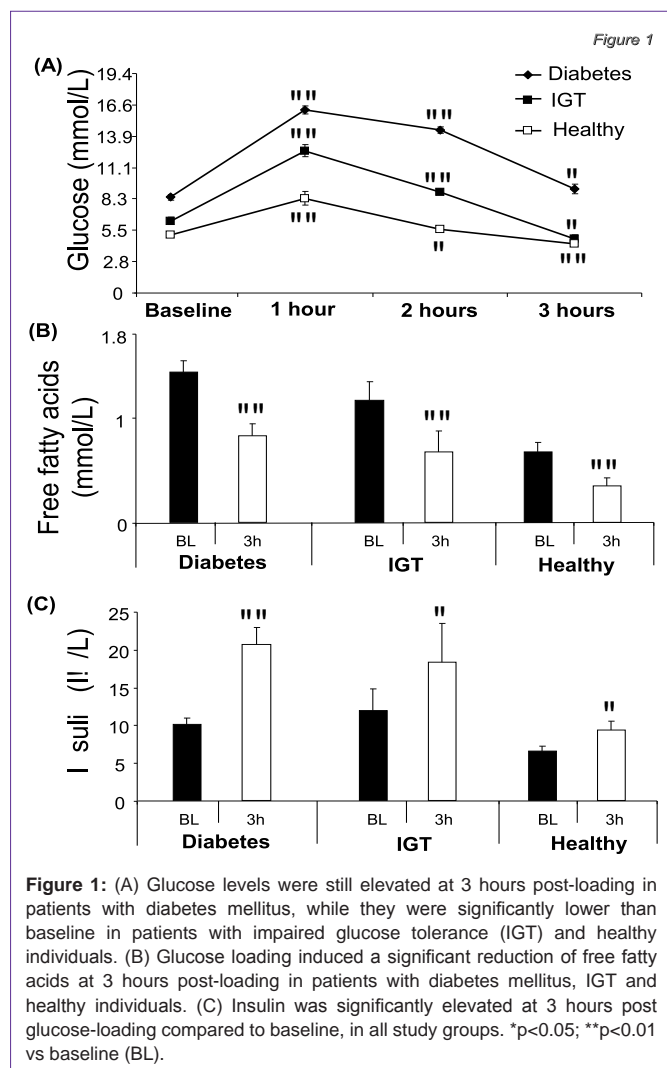 Figure 1
(A)
Glucose (mmol/L)
19.4
16.6
13.9
11.1
8.3
5.5
2.8
0
Diabetes
IGT
Healthy
"" ""
""
"" "
"" "
" ""
Baseline 1 hour 2 hours 3 hours
(B)
Free fatty acids
(mmol/L)
1.8
1
0
"" "" ""
BL 3h BL 3h BL 3h
Diabetes IGT Healthy
(C)
I suli (I! /L)
25
20
15
10
5
0
"" " "
BL 3h BL 3h BL 3h
Diabetes IGT Healthy
Figure 1: (A) Glucose levels were still elevated at 3 hours post-loading in
patients with diabetes mellitus, while they were significantly lower than
baseline in patients with impaired glucose tolerance (IGT) and healthy
individuals. (B) Glucose loading induced a significant reduction of free fatty
acids at 3 hours post-loading in patients with diabetes mellitus, IGT and
healthy individuals. (C) Insulin was significantly elevated at 3 hours post
glucose-loading compared to baseline, in all study groups. *p<0.05; **p<0.01
vs baseline (BL).